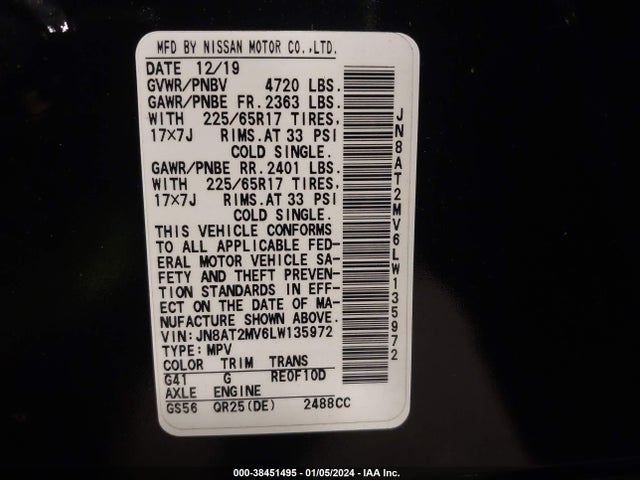 MFD BY NISSAN MOTOR CO.,LTD.
DATE 12/19
GVWR/PNBV 4720 LBS.
GAWR/PNBE FR. 2363 LBS.
WITH 225/65R17 TIRES,
17X7J RIMS.AT 33 PSI
COLD SINGLE.
GAWR/PNBE RR. 2401 LBS.
WITH 225/65R17 TIRES,
17X7J RIMS.AT 33 PSI
COLD SINGLE.
THIS VEHICLE CONFORMS
TO ALL APPLICABLE FED-
ERAL MOTOR VEHICLE SA-
FETY AND THEFT PREVEN-
TION STANDARDS IN EFF-
ECT ON THE DATE OF MA-
NUFACTURE SHOWN ABOVE.
VIN: JN8AT2MV6LW135972
TYPE: MPV
COLOR TRIM TRANS
G41 G RE0F10D
AXLE ENGINE
GS56 QR25(DE) 2488CC
JN8AT2MV6LW135972
000-38451495 - 01/05/2024 - IAA Inc.